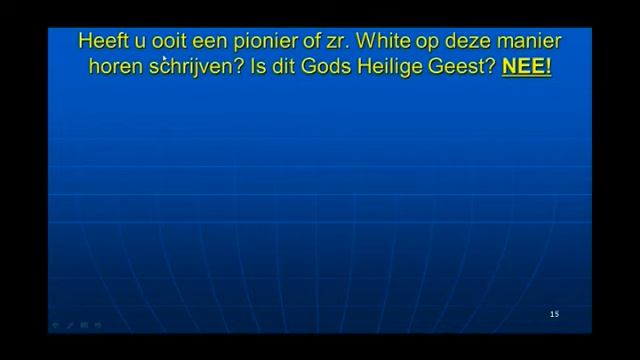 Heeft u ooit een pionier of zr. White op deze manier
horen schrijven? Is dit Gods Heilige Geest? NEE!
15